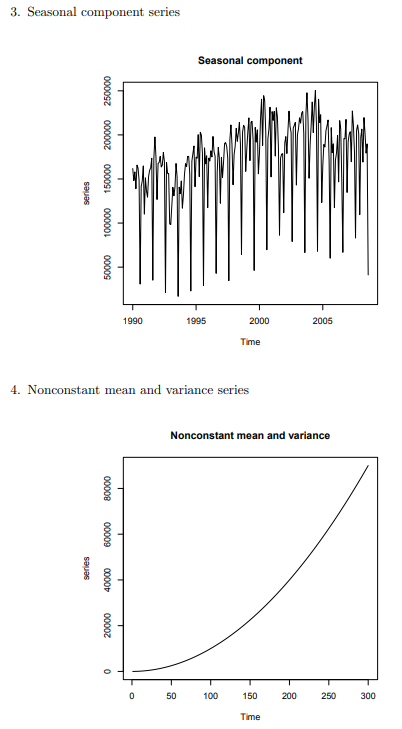 3. Seasonal component series
Seasonal component
250000
200000
150000
100000
50000
series
1990 1995 2000 2005
Time
4. Nonconstant mean and variance series
Nonconstant mean and variance
80000
60000
40000
20000
0
series
0 50 100 150 200 250 300
Time